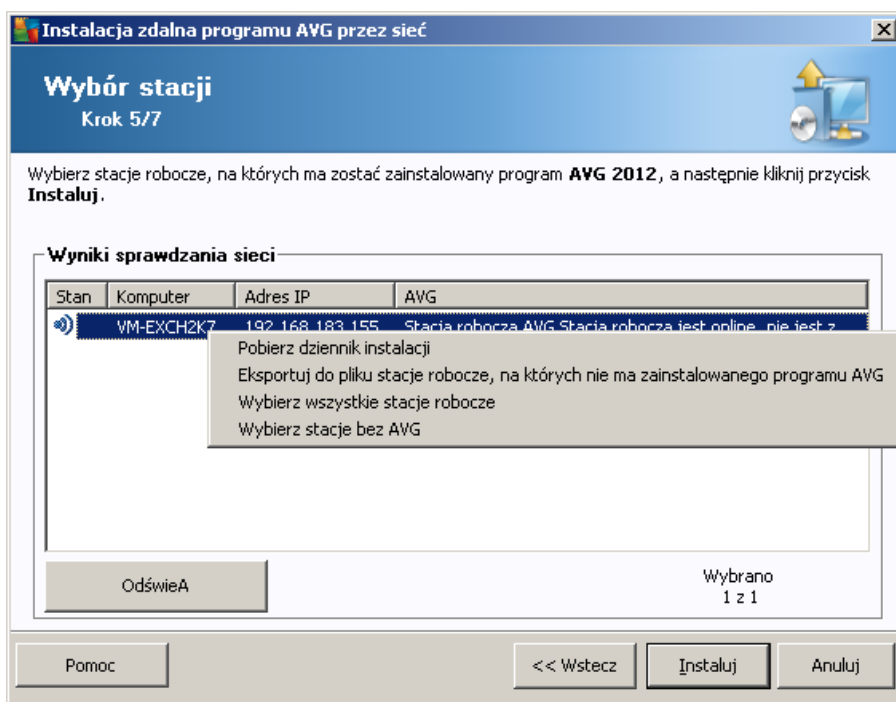 Instalacja zdalna programu AVG przez sieć
Wybór stacji
Krok 5/7
Wybierz stacje robocze, na których ma zostać zainstalowany program AVG 2012, a następnie kliknij przycisk
Instaluj.
Wyniki sprawdzania sieci
Stan Komputer Adres IP AVG
VM-EXCH2K7 192.168.183.155 Stacja robocza AVG Stacja robocza jest online, nie jest z...
Pobierz dziennik instalacji
Eksportuj do pliku stacje robocze, na których nie ma zainstalowanego programu AVG
Wybierz wszystkie stacje robocze
Wybierz stacje bez AVG
OdświeA
Wybrano
1 z 1
Pomoc
<< Wstecz
Instaluj
Anuluj